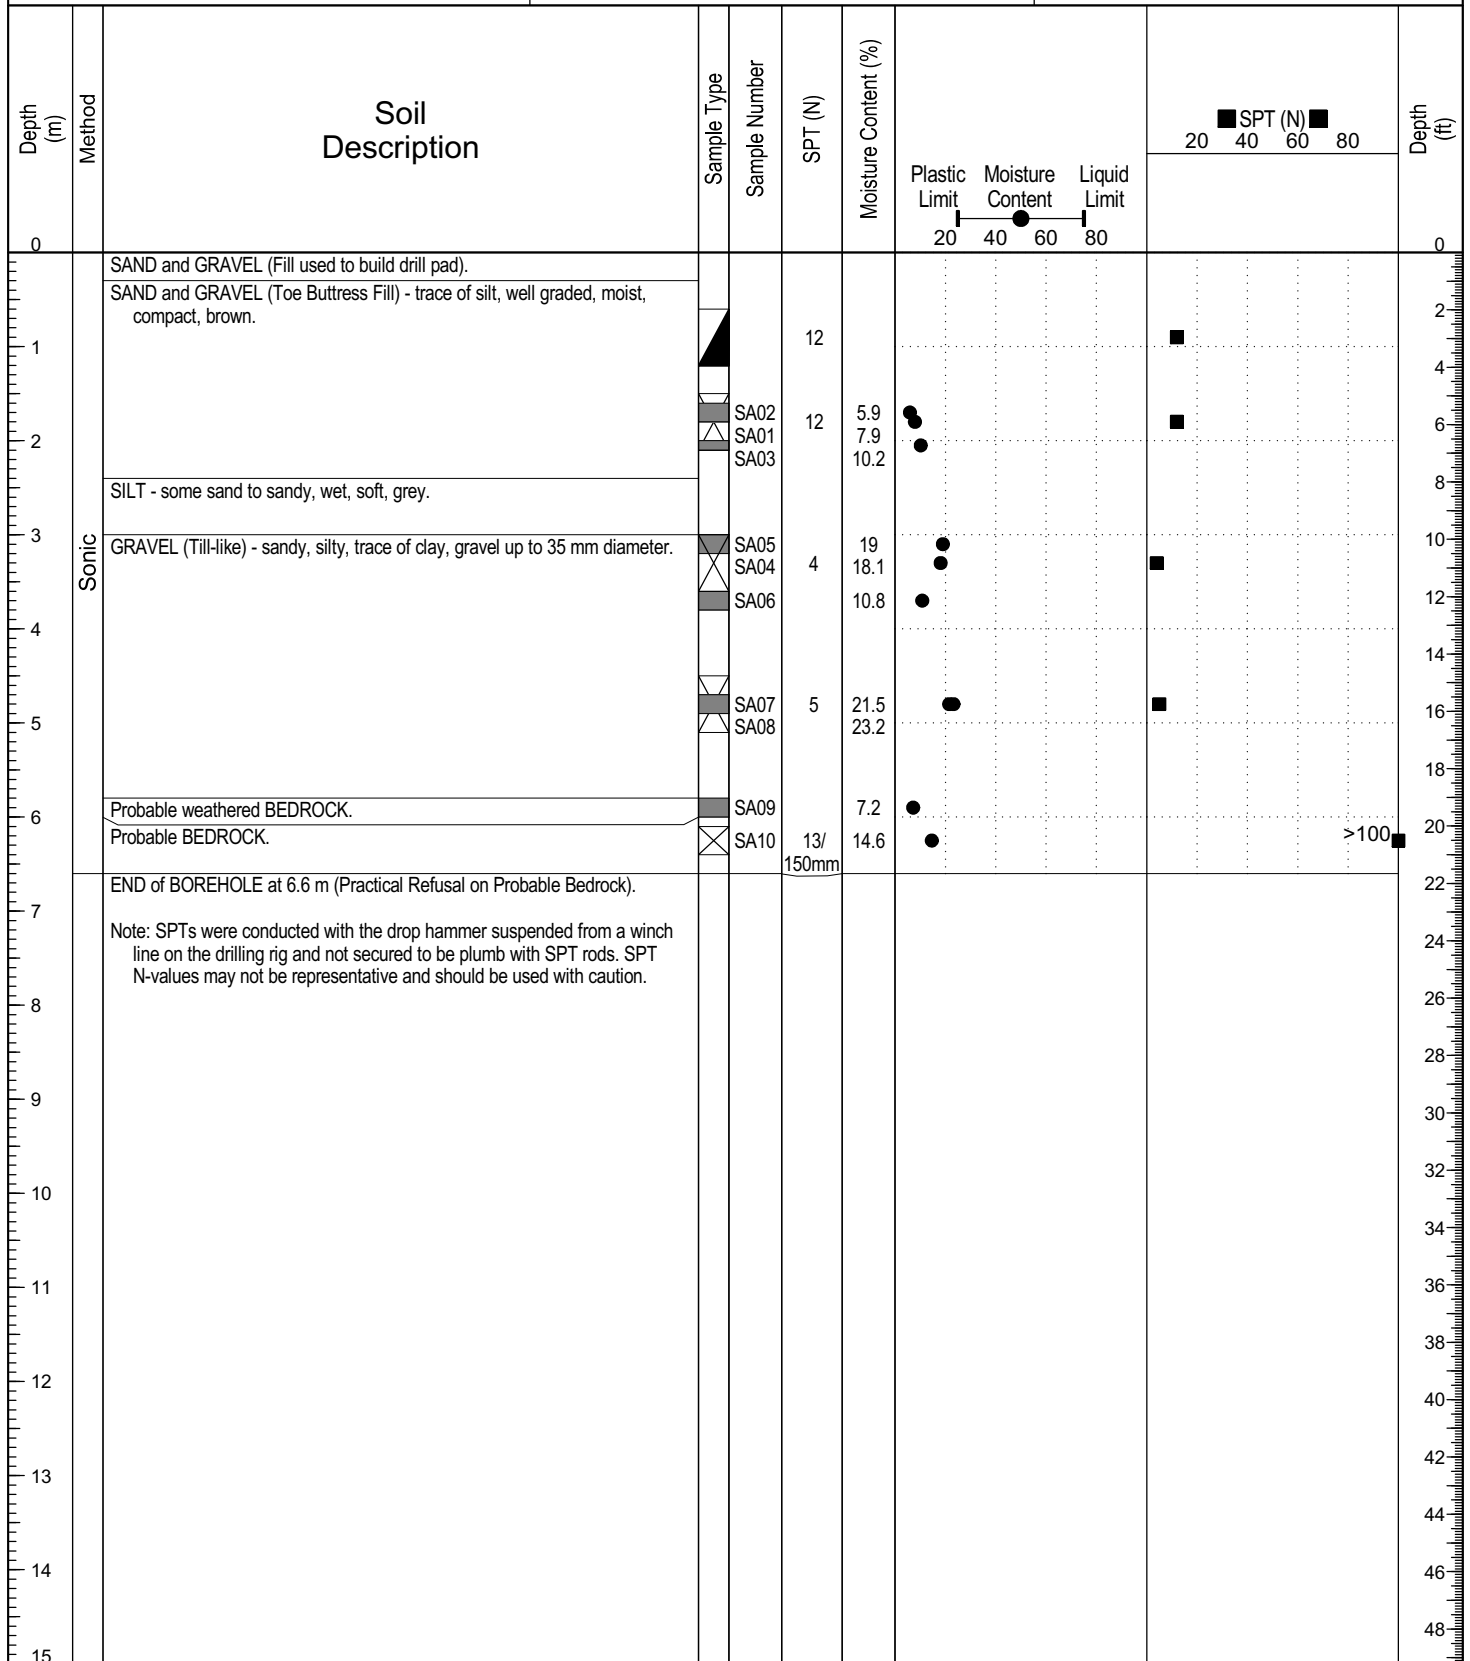 Depth
(m)
Method
Soil
Description
Sample Type
Sample Number
SPT (N)
Moisture Content (%)
Plastic Moisture Liquid
Limit Content Limit
20 40 60 80
■ SPT (N) ■
20 40 60 80
Depth
(ft)
0
0
Sonic
SAND and GRAVEL (Fill used to build drill pad).
SAND and GRAVEL (Toe Buttress Fill) - trace of silt, well graded, moist,
compact, brown.
2
1
12
4
SA02 5.9
12
6
SA01 7.9
2
SA03 10.2
8
SILT - some sand to sandy, wet, soft, grey.
3
10
GRAVEL (Till-like) - sandy, silty, trace of clay, gravel up to 35 mm diameter.
SA05 19
SA04 4 18.1
12
SA06 10.8
4
14
SA07 5 21.5
16
5
SA08 23.2
18
Probable weathered BEDROCK.
SA09 7.2
6
20
Probable BEDROCK.
SA10 13/ 14.6
150mm
>100
22
END of BOREHOLE at 6.6 m (Practical Refusal on Probable Bedrock).
7
Note: SPTs were conducted with the drop hammer suspended from a winch
line on the drilling rig and not secured to be plumb with SPT rods. SPT
N-values may not be representative and should be used with caution.
24
8
26
28
9
30
32
10
34
11
36
38
12
40
42
13
44
14
46
48
15